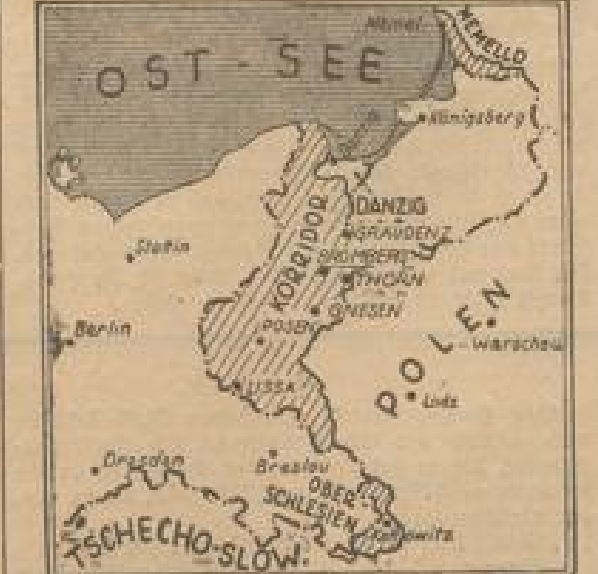 Memel
MEMELLD
OST-SEE
Königsberg
DANZIG
GRAUDENZ
KORRIDOR
BROMBERG
THORN
Stettin
GNESEN
POSEN
Berlin
POLEN
Warschau
LISSA
Lodz
Dresden
Breslau
OBER-
SCHLESIEN
Kattowitz
TSCHECHO-SLOW.